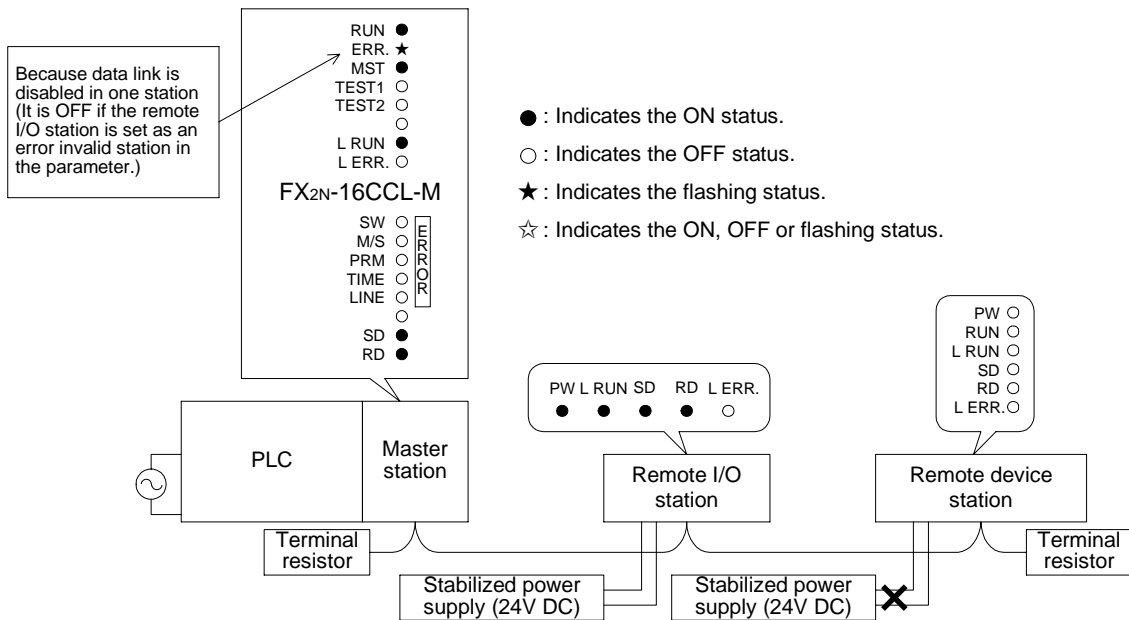 Because data link is
disabled in one station
(It is OFF if the remote
I/O station is set as an
error invalid station in
the parameter.)
RUN
ERR.
MST
TEST1
TEST2
L RUN
L ERR.
FX2N-16CCL-M
SW
M/S
PRM
TIME
LINE
ERROR
SD
RD
: Indicates the ON status.
: Indicates the OFF status.
: Indicates the flashing status.
: Indicates the ON, OFF or flashing status.
PW L RUN SD RD L ERR.
PW
RUN
L RUN
SD
RD
L ERR.
PLC
Master
station
Remote I/O
station
Remote device
station
Terminal
resistor
Terminal
resistor
Stabilized power
supply (24V DC)
Stabilized power
supply (24V DC)